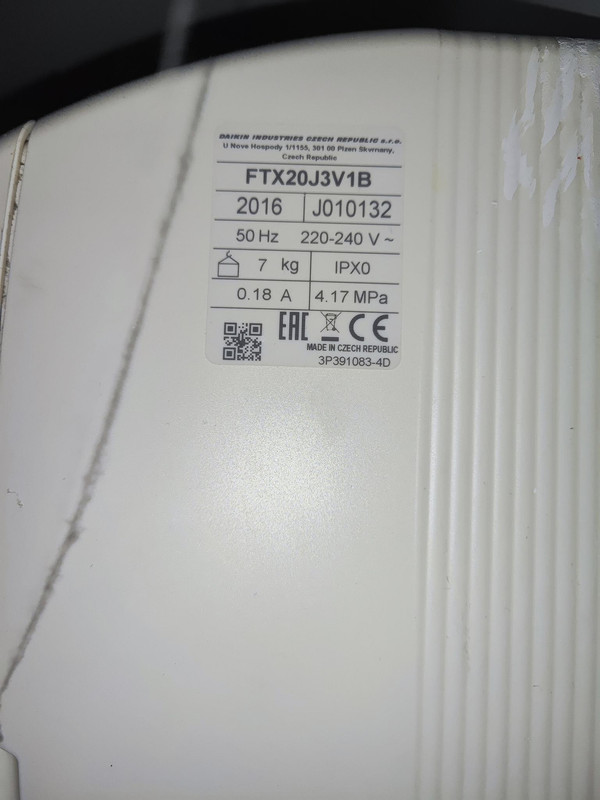 DAIKIN INDUSTRIES CZECH REPUBLIC s.r.o.
U Nove Hospody 1/1155, 301 00 Plzen Skvrnany,
Czech Republic
FTX20J3V1B
2016 J010132
50 Hz 220-240 V ~
7 kg IPX0
0.18 A 4.17 MPa
EAC CE
MADE IN CZECH REPUBLIC
3P391083-4D